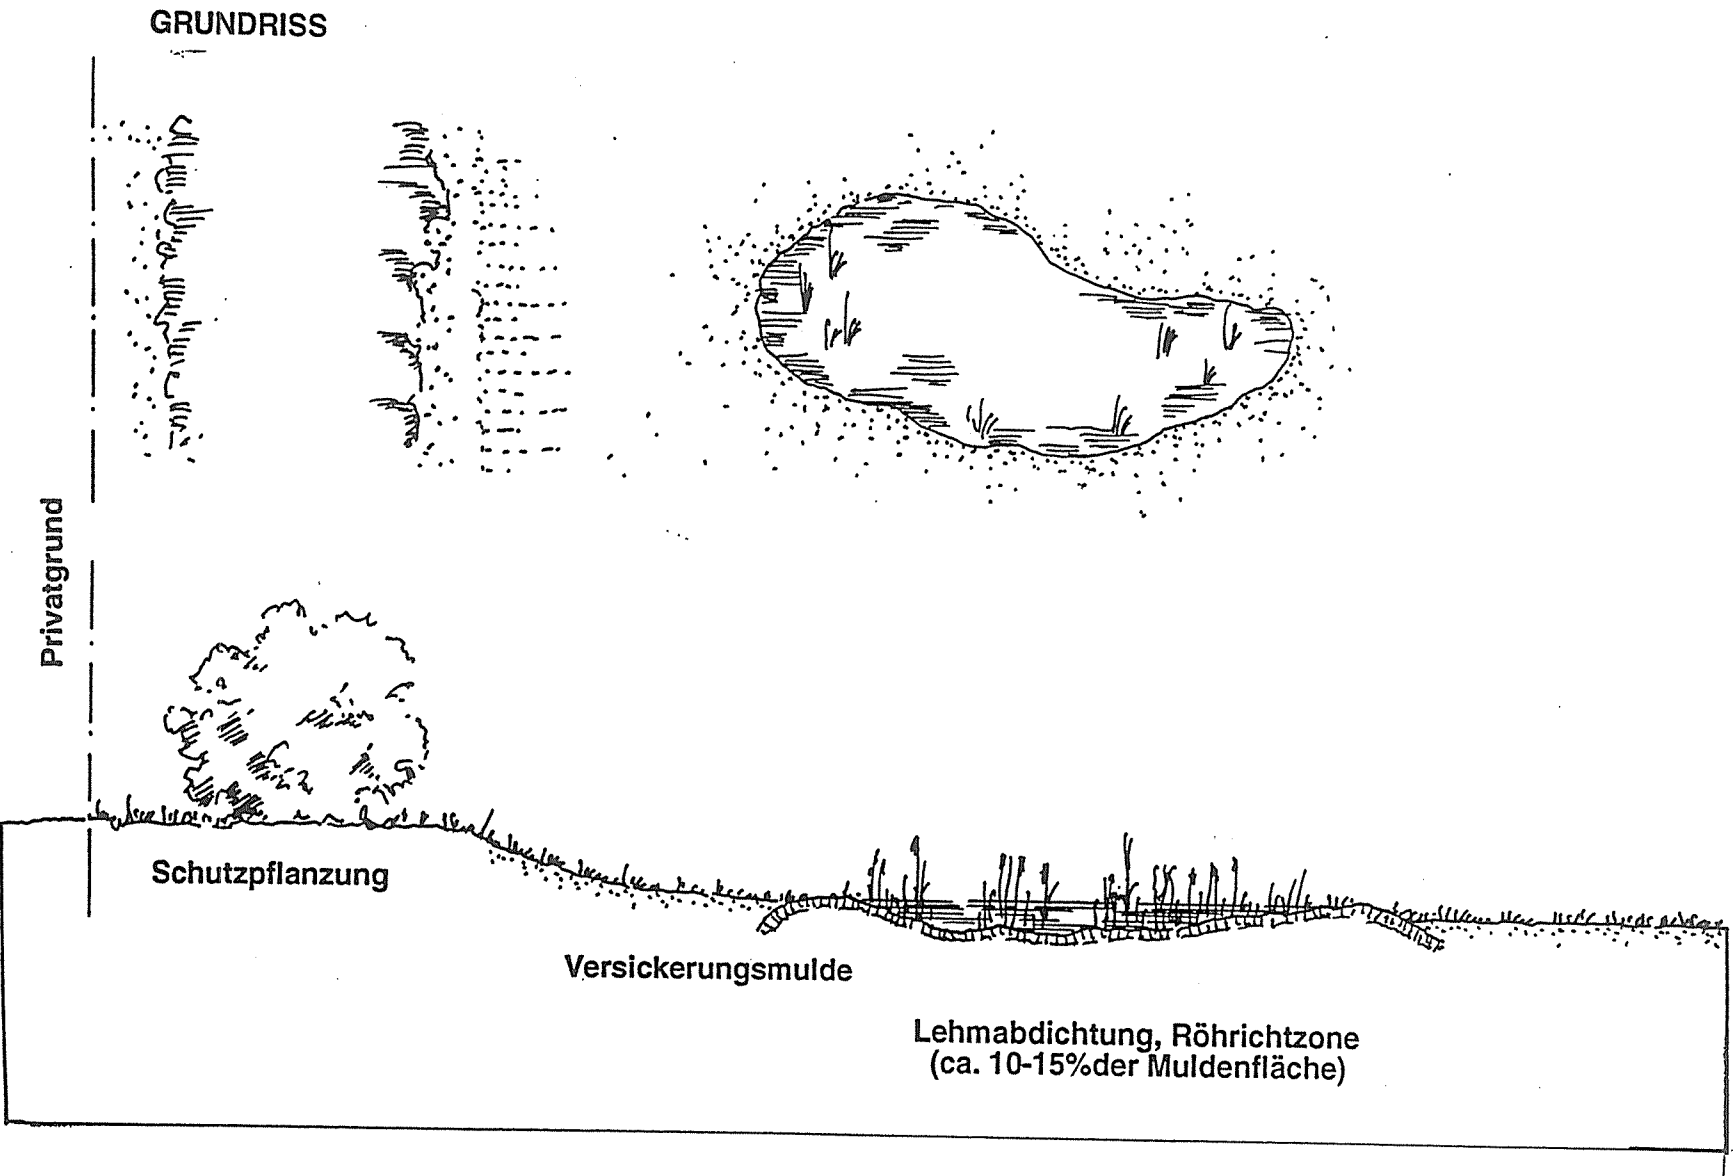 GRUNDRISS
Privatgrund
Schutzpflanzung
Versickerungsmulde
Lehmabdichtung, Röhrichtzone
(ca. 10-15%der Muldenfläche)